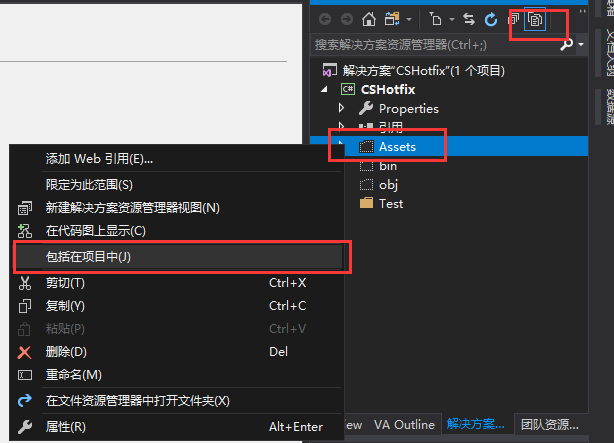 搜索解决方案资源管理器(Ctrl+;)
解决方案"CSHotfix"(1 个项目)
C# CSHotfix
Properties
引用
Assets
bin
obj
Test
添加 Web 引用(E)...
限定为此范围(S)
新建解决方案资源管理器视图(N)
在代码图上显示(C)
包括在项目中(J)
剪切(T) Ctrl+X
复制(Y) Ctrl+C
粘贴(P) Ctrl+V
删除(D) Del
重命名(M)
在文件资源管理器中打开文件夹(X)
属性(R) Alt+Enter
VA Outline
解决方案...
团队资源...
数据源